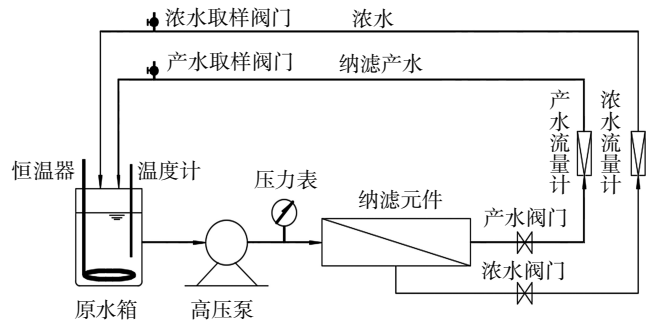 浓水取样阀门
浓水
产水取样阀门
纳滤产水
产水流量计
浓水流量计
恒温器
温度计
压力表
纳滤元件
产水阀门
浓水阀门
原水箱
高压泵